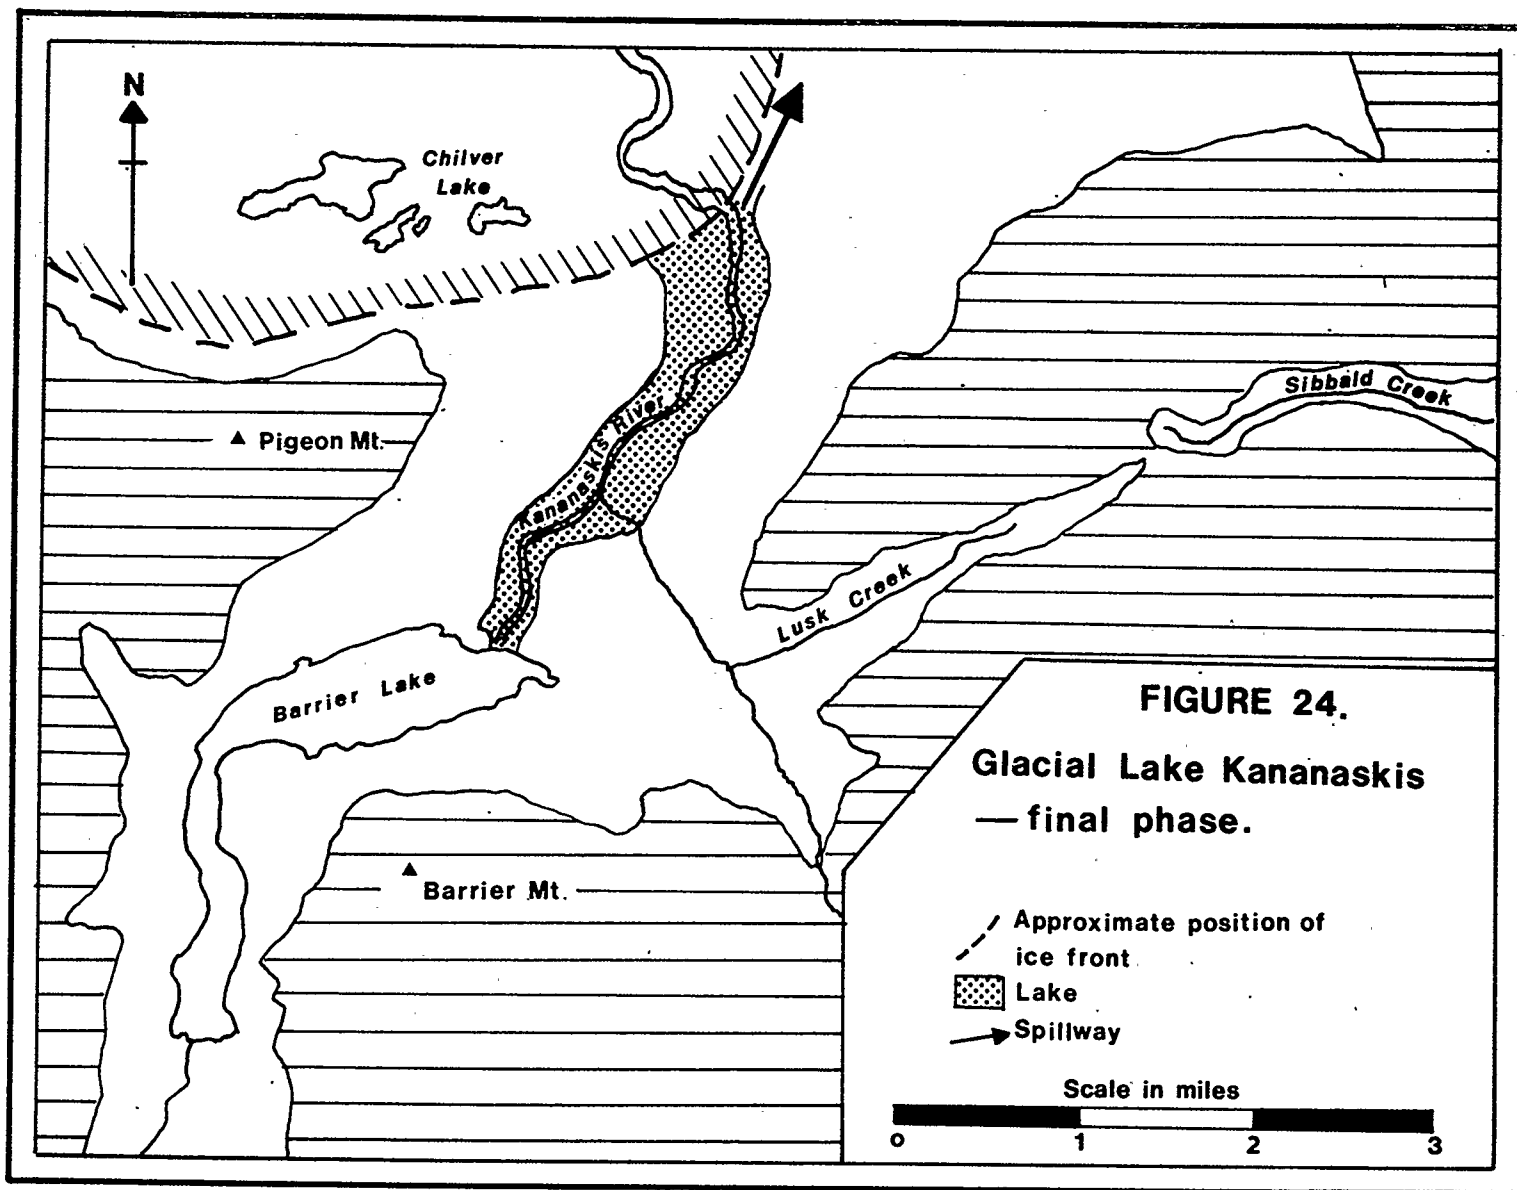 N
Chilver
Lake
Sibbald Creek
Pigeon Mt.
Kananaskis River
Lusk Creek
Barrier Lake
Barrier Mt.
FIGURE 24.
Glacial Lake Kananaskis
— final phase.
Approximate position of
ice front
Lake
Spillway
Scale in miles
0 1 2 3